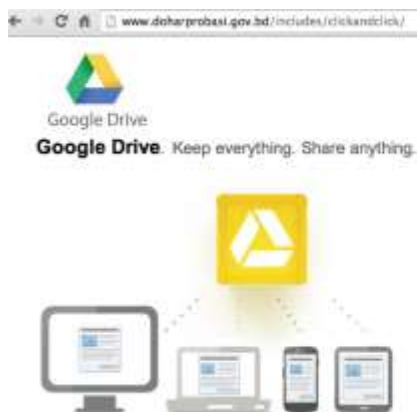 www.doharprobasi.gov.bd/includes/clickandclick/
Google Drive
Google Drive. Keep everything. Share anything.